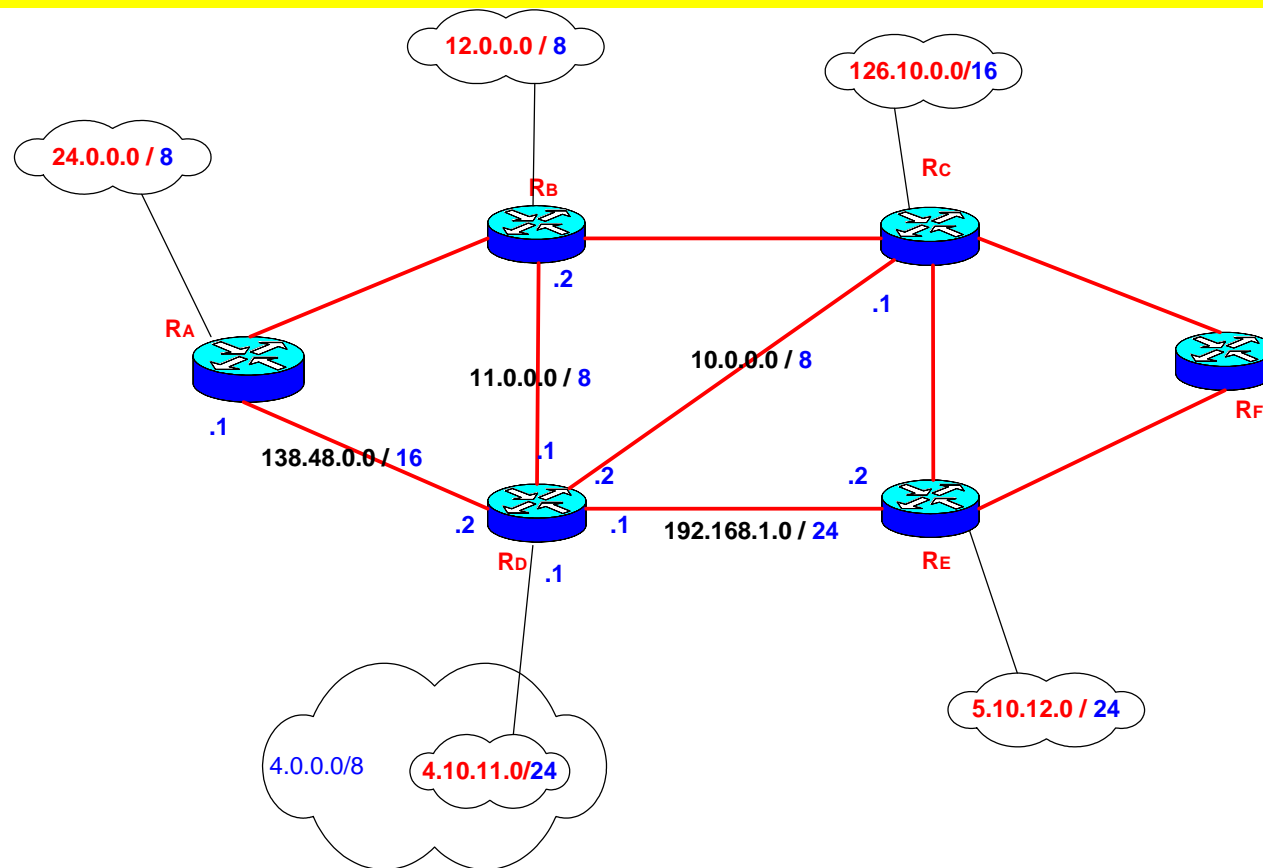 12.0.0.0 / 8
126.10.0.0/16
24.0.0.0 / 8
RC
RB
.2
.1
RA
10.0.0.0 / 8
11.0.0.0 / 8
RF
.1
138.48.0.0 / 16
.1
.2
.2
.2
.1
192.168.1.0 / 24
RD
.1
RE
5.10.12.0 / 24
4.0.0.0/8
4.10.11.0/24